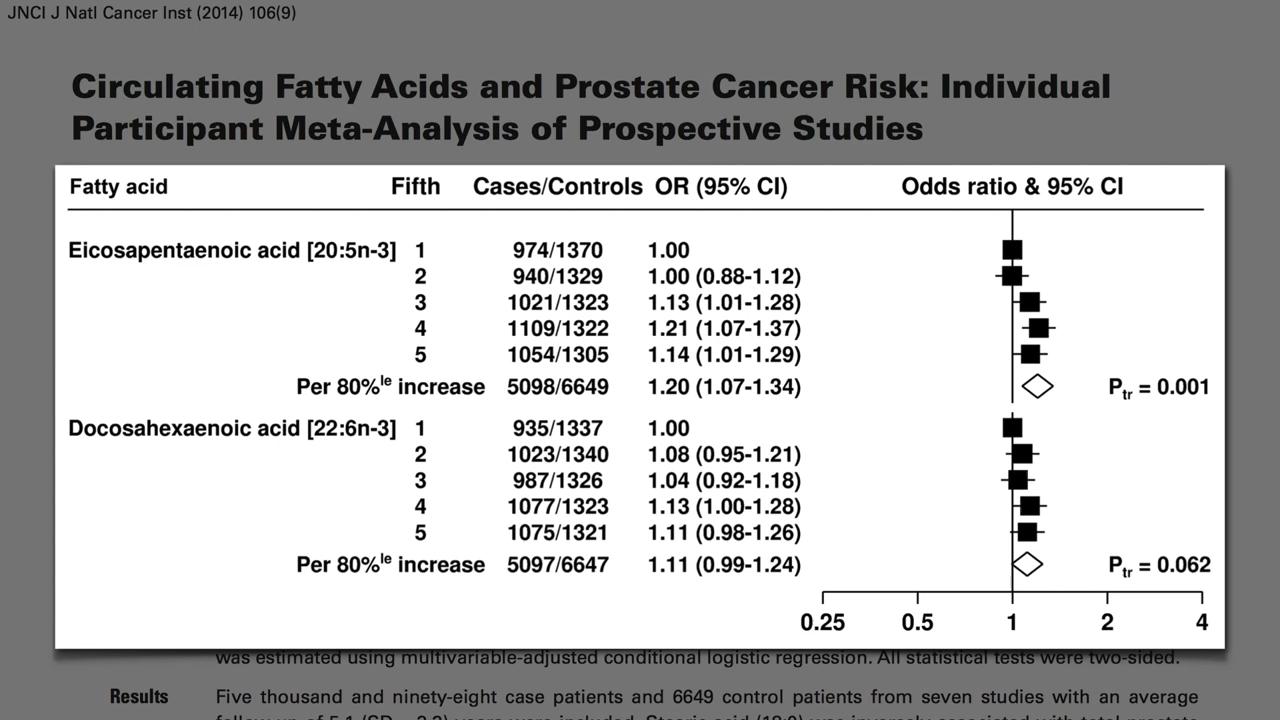 JNCI J Natl Cancer Inst (2014) 106(9)
Circulating Fatty Acids and Prostate Cancer Risk: Individual
Participant Meta-Analysis of Prospective Studies
Fatty acid Fifth Cases/Controls OR (95% CI) Odds ratio & 95% CI
Eicosapentaenoic acid [20:5n-3] 1 974/1370 1.00
2 940/1329 1.00 (0.88-1.12)
3 1021/1323 1.13 (1.01-1.28)
4 1109/1322 1.21 (1.07-1.37)
5 1054/1305 1.14 (1.01-1.29)
Per 80%le increase 5098/6649 1.20 (1.07-1.34) Ptr = 0.001
Docosahexaenoic acid [22:6n-3] 1 935/1337 1.00
2 1023/1340 1.08 (0.95-1.21)
3 987/1326 1.04 (0.92-1.18)
4 1077/1323 1.13 (1.00-1.28)
5 1075/1321 1.11 (0.98-1.26)
Per 80%le increase 5097/6647 1.11 (0.99-1.24) Ptr = 0.062
0.25 0.5 1 2 4
was estimated using multivariable-adjusted conditional logistic regression. All statistical tests were two-sided.
Results Five thousand and ninety-eight case patients and 6649 control patients from seven studies with an average